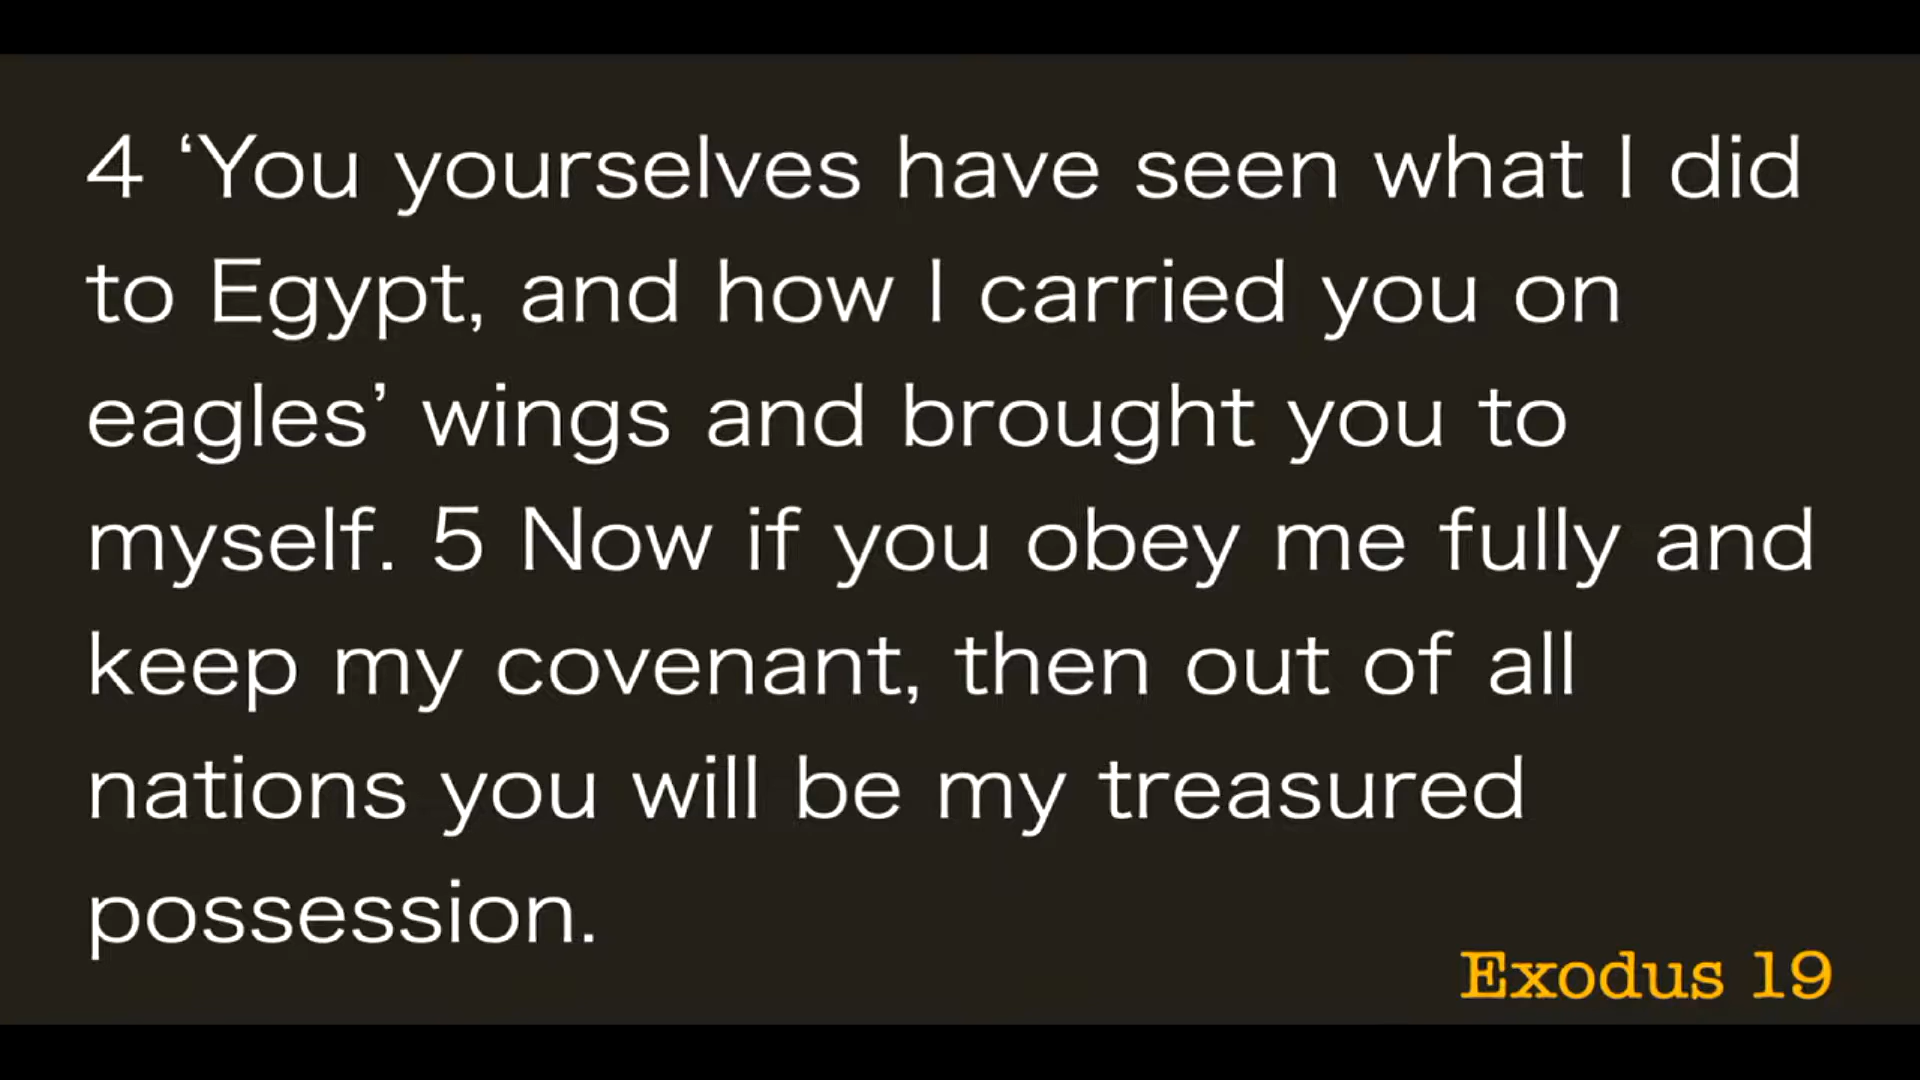 4 ‘You yourselves have seen what I did
to Egypt, and how I carried you on
eagles’ wings and brought you to
myself. 5 Now if you obey me fully and
keep my covenant, then out of all
nations you will be my treasured
possession.
Exodus 19